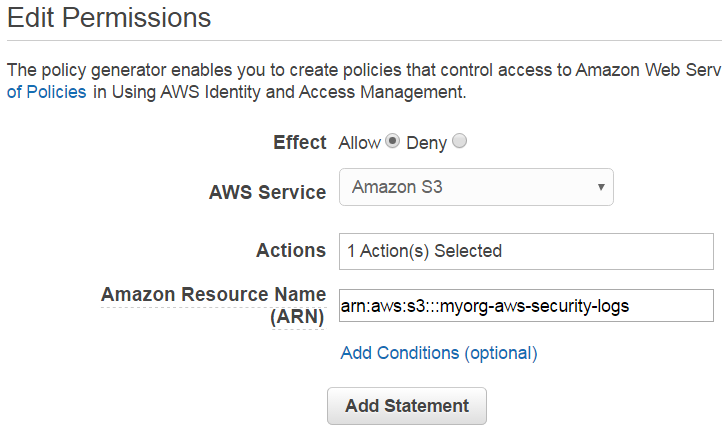 Edit Permissions
The policy generator enables you to create policies that control access to Amazon Web Serv
of Policies in Using AWS Identity and Access Management.
Effect Allow Deny
AWS Service Amazon S3
Actions 1 Action(s) Selected
Amazon Resource Name
(ARN) arn:aws:s3:::myorg-aws-security-logs
Add Conditions (optional)
Add Statement